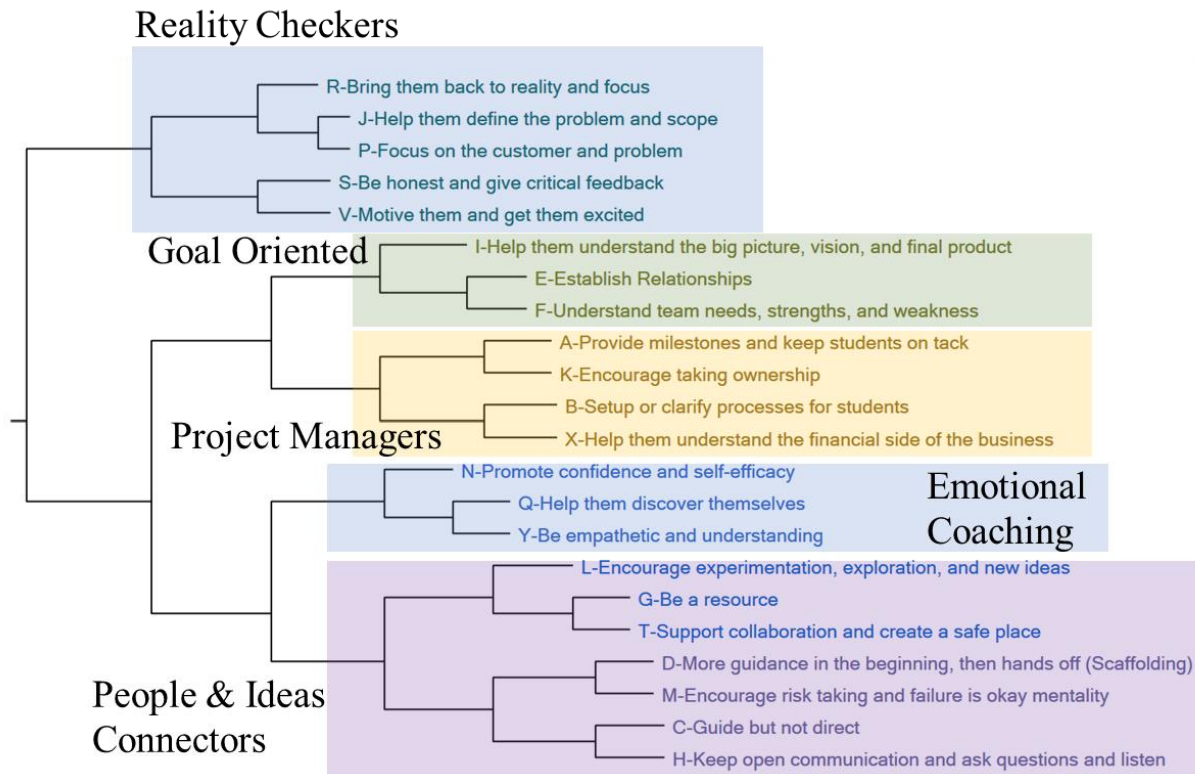 Reality Checkers
R-Bring them back to reality and focus
J-Help them define the problem and scope
P-Focus on the customer and problem
S-Be honest and give critical feedback
V-Motive them and get them excited
Goal Oriented
I-Help them understand the big picture, vision, and final product
E-Establish Relationships
F-Understand team needs, strengths, and weakness
A-Provide milestones and keep students on tack
K-Encourage taking ownership
B-Setup or clarify processes for students
Project Managers
X-Help them understand the financial side of the business
N-Promote confidence and self-efficacy
Q-Help them discover themselves
Y-Be empathetic and understanding
Emotional
Coaching
L-Encourage experimentation, exploration, and new ideas
G-Be a resource
T-Support collaboration and create a safe place
D-More guidance in the beginning, then hands off (Scaffolding)
M-Encourage risk taking and failure is okay mentality
C-Guide but not direct
H-Keep open communication and ask questions and listen
People & Ideas
Connectors